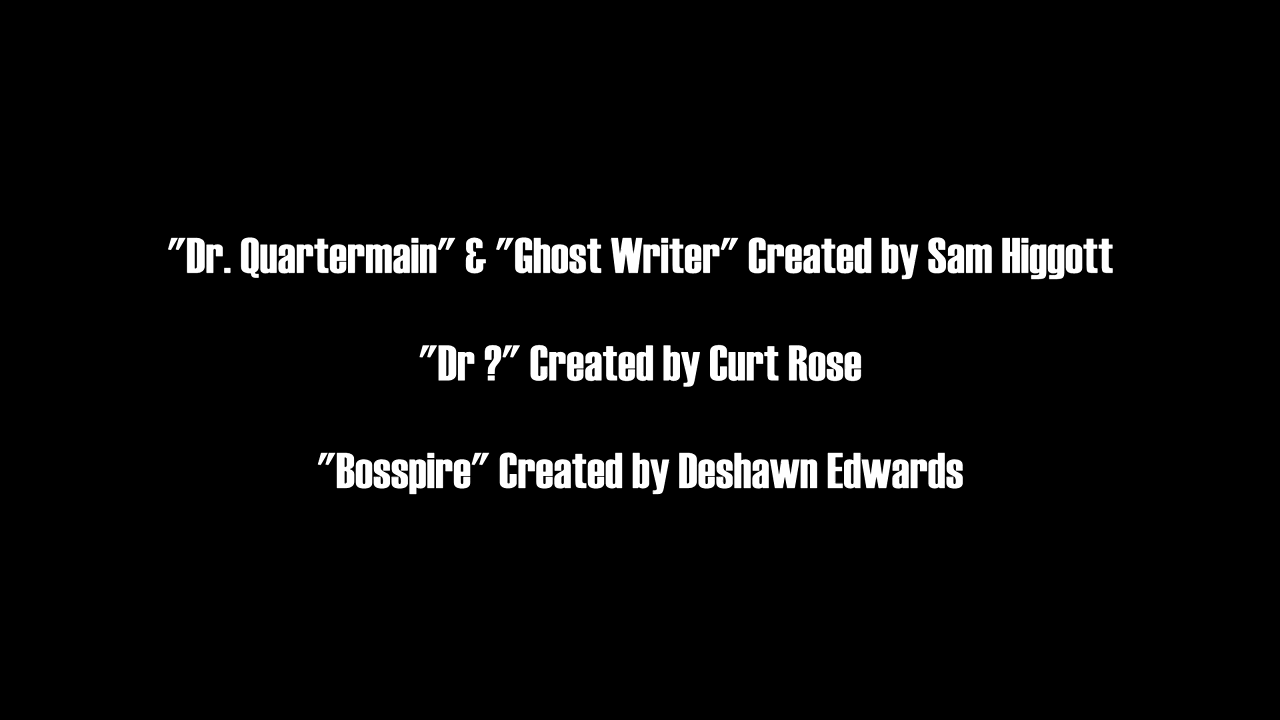 "Dr. Quartermain" & "Ghost Writer" Created by Sam Higgott
"Dr ?" Created by Curt Rose
"Bosspire" Created by Deshawn Edwards